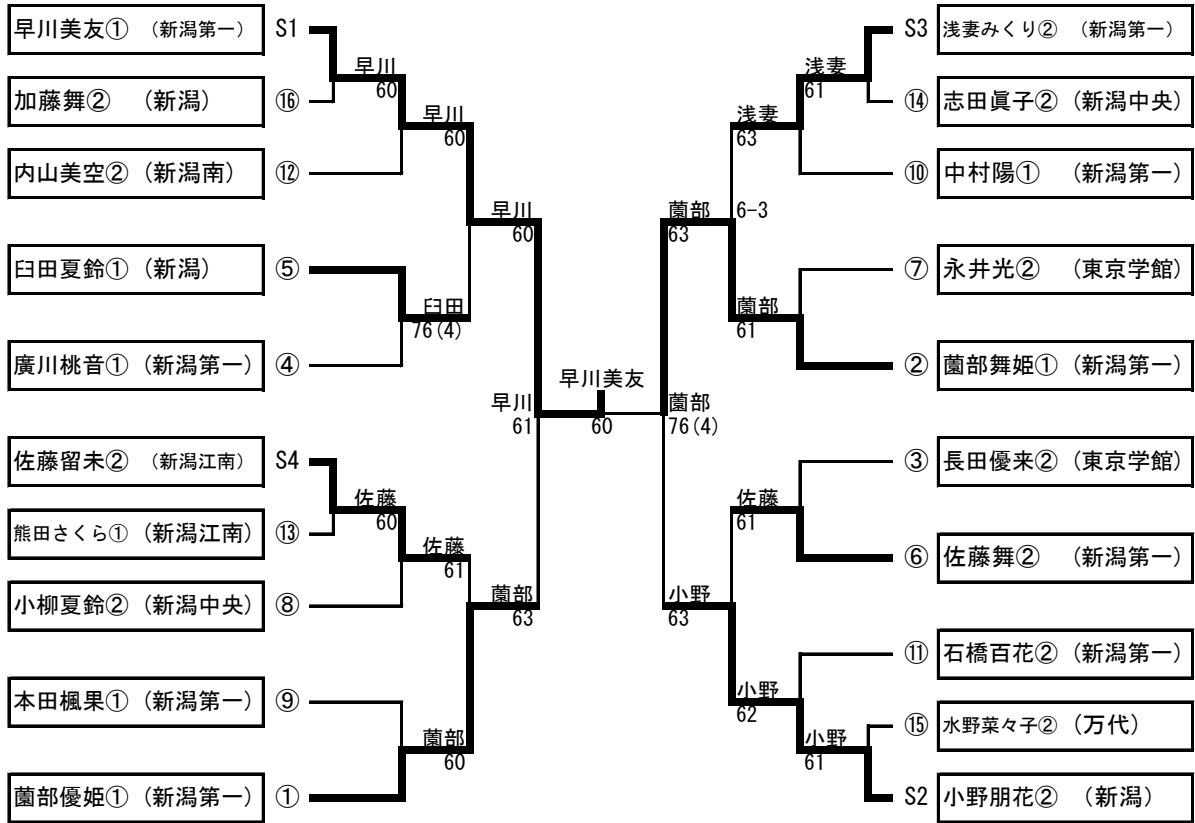 早川美友① （新潟第一） S1
加藤舞② （新潟） ⑯
内山美空② （新潟南） ⑫
臼田夏鈴① （新潟） ⑤
廣川桃音① （新潟第一） ④
佐藤留未② （新潟江南） S4
熊田さくら① （新潟江南） ⑬
小柳夏鈴② （新潟中央） ⑧
本田楓果① （新潟第一） ⑨
薗部優姫① （新潟第一） ①
早川
60
早川
60
早川
60
臼田
76(4)
早川
61
佐藤
60
佐藤
61
薗部
63
薗部
60
早川美友
60
浅妻
61
浅妻
63
薗部 6-3
63
薗部
61
薗部
76(4)
佐藤
61
小野
63
小野
62
小野
61
S3 浅妻みくり② （新潟第一）
⑭ 志田眞子② （新潟中央）
⑩ 中村陽① （新潟第一）
⑦ 永井光② （東京学館）
② 薗部舞姫① （新潟第一）
③ 長田優来② （東京学館）
⑥ 佐藤舞② （新潟第一）
⑪ 石橋百花② （新潟第一）
⑮ 水野菜々子② （万代）
S2 小野朋花② （新潟）